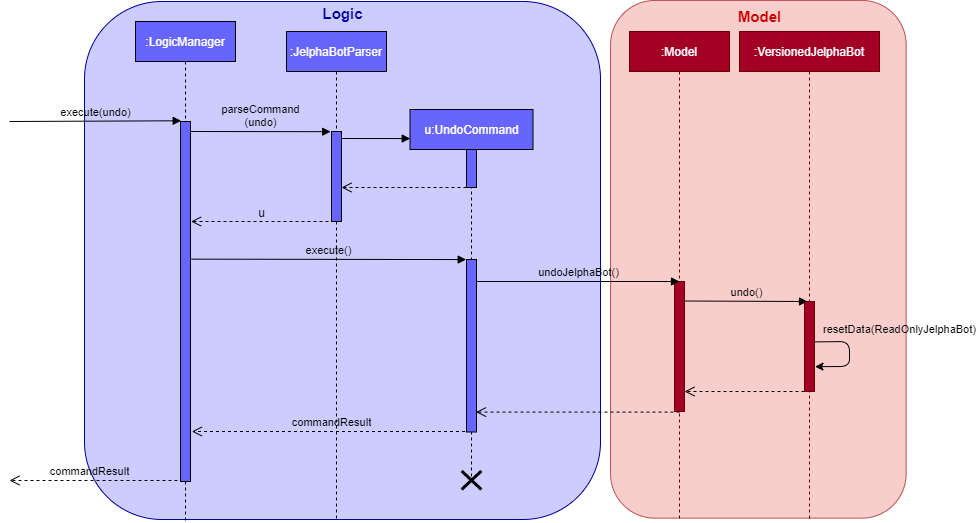 Logic
Model
:LogicManager
:JelphaBotParser
:Model
:VersionedJelphaBot
execute(undo)
parseCommand
(undo)
u:UndoCommand
u
execute()
undoJelphaBot()
undo()
resetData(ReadOnlyJelphaBot)
commandResult
commandResult